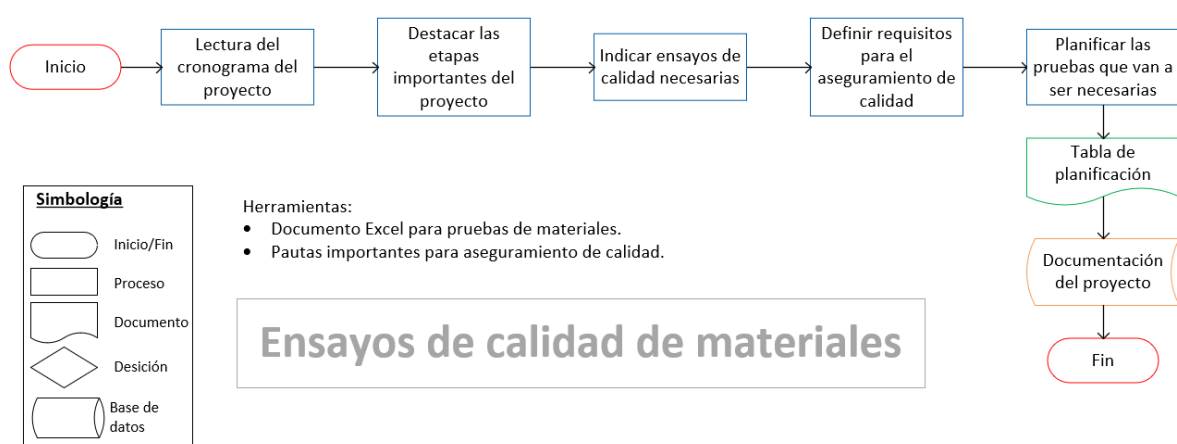 Inicio
Lectura del
cronograma del
proyecto
Destacar las
etapas
importantes del
proyecto
Indicar ensayos de
calidad necesarias
Definir requisitos
para el
aseguramiento de
calidad
Planificar las
pruebas que van a
ser necesarias
Tabla de
planificación
Documentación
del proyecto
Fin
Simbología
Inicio/Fin
Proceso
Documento
Desición
Base de
datos
Herramientas:
• Documento Excel para pruebas de materiales.
• Pautas importantes para aseguramiento de calidad.
Ensayos de calidad de materiales